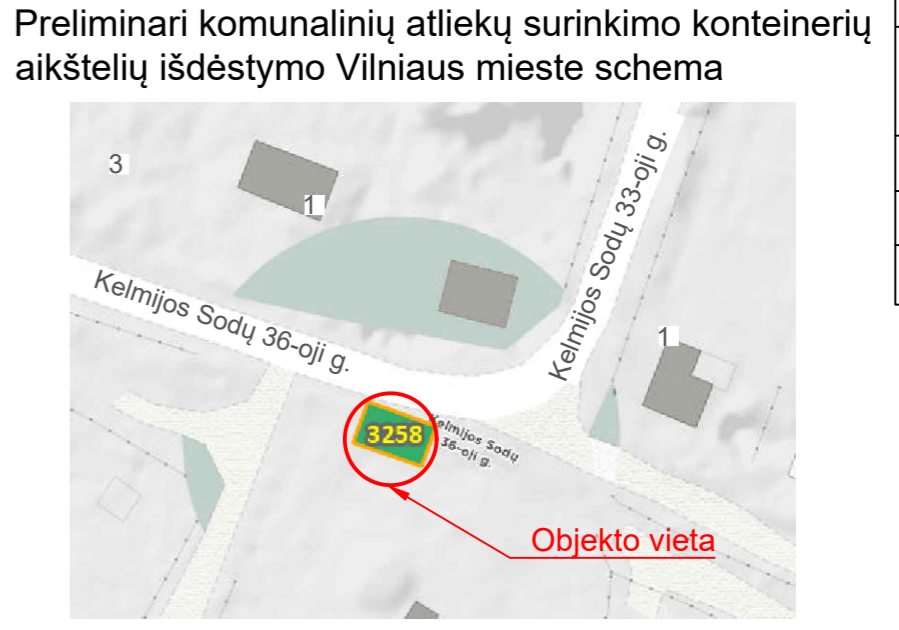 Preliminari komunalinių atliekų surinkimo konteinerių
aikštelių išdėstymo Vilniaus mieste schema
3
1
Kelmijos Sodų 33-oji g.
Kelmijos Sodų 36-oji g.
1
3258
Kelmijos Sodų
36-oji g.
Objekto vieta